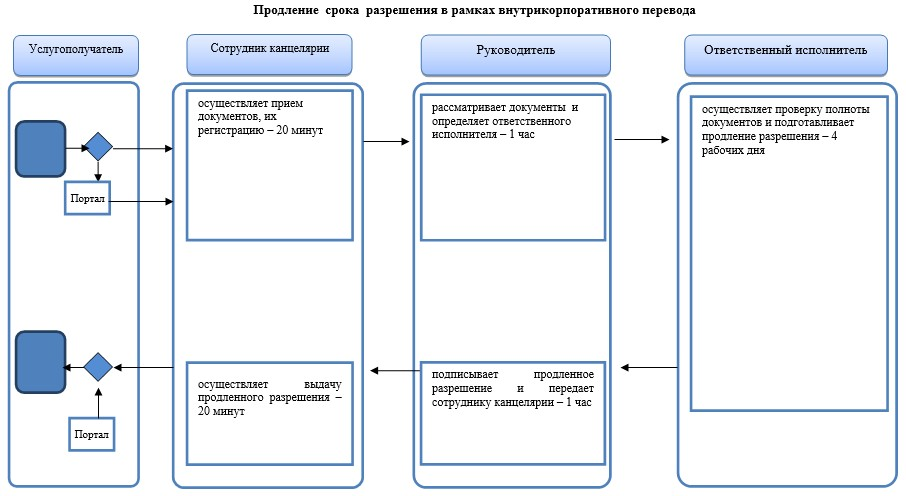 Продление срока разрешения в рамках внутрикорпоративного перевода
Услугополучатель
Сотрудник канцелярии
Руководитель
Ответственный исполнитель
осуществляет прием
документов, их
регистрацию – 20 минут
рассматривает документы и
определяет ответственного
исполнителя – 1 час
осуществляет проверку полноты
документов и подготавливает
продление разрешения – 4
рабочих дня
Портал
осуществляет выдачу
продленного разрешения –
20 минут
подписывает продленное
разрешение и передает
сотруднику канцелярии – 1 час
Портал